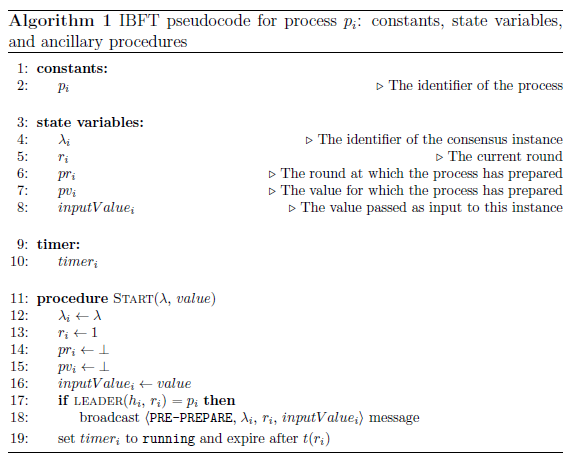 Algorithm 1 IBFT pseudocode for process pᵢ: constants, state variables,
and ancillary procedures
1: constants:
2: pᵢ ▷ The identifier of the process
3: state variables:
4: λᵢ ▷ The identifier of the consensus instance
5: rᵢ ▷ The current round
6: prᵢ ▷ The round at which the process has prepared
7: pvᵢ ▷ The value for which the process has prepared
8: inputValueᵢ ▷ The value passed as input to this instance
9: timer:
10: timerᵢ
11: procedure START(λ, value)
12: λᵢ ← λ
13: rᵢ ← 1
14: prᵢ ← ⊥
15: pvᵢ ← ⊥
16: inputValueᵢ ← value
17: if LEADER(hᵢ, rᵢ) = pᵢ then
18: broadcast ⟨PRE-PREPARE, λᵢ, rᵢ, inputValueᵢ⟩ message
19: set timerᵢ to running and expire after t(rᵢ)